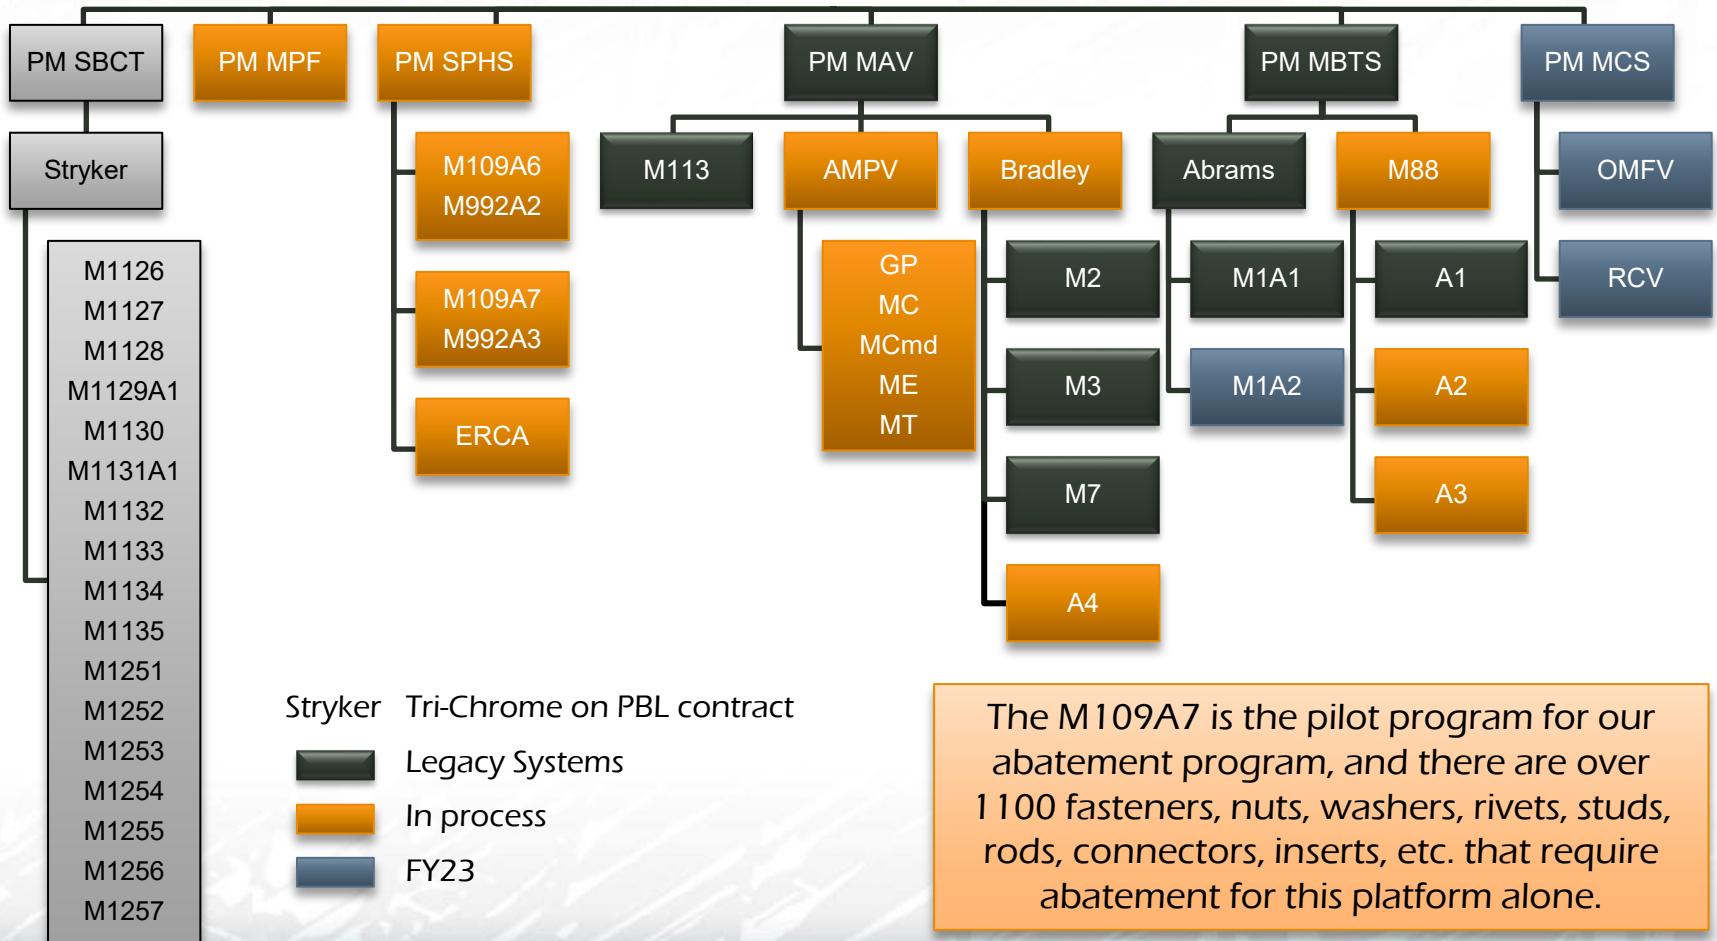 PM SBCT
PM MPF
PM SPHS
PM MAV
PM MBTS
PM MCS
Stryker
M1126
M1127
M1128
M1129A1
M1130
M1131A1
M1132
M1133
M1134
M1135
M1251
M1252
M1253
M1254
M1255
M1256
M1257
M109A6
M992A2
M109A7
M992A3
ERCA
M113
AMPV
GP
MC
MCmd
ME
MT
Bradley
M2
M3
M7
A4
Abrams
M1A1
M1A2
M88
A1
A2
A3
OMFV
RCV
Stryker Tri-Chrome on PBL contract
Legacy Systems
In process
FY23
The M109A7 is the pilot program for our
abatement program, and there are over
1100 fasteners, nuts, washers, rivets, studs,
rods, connectors, inserts, etc. that require
abatement for this platform alone.